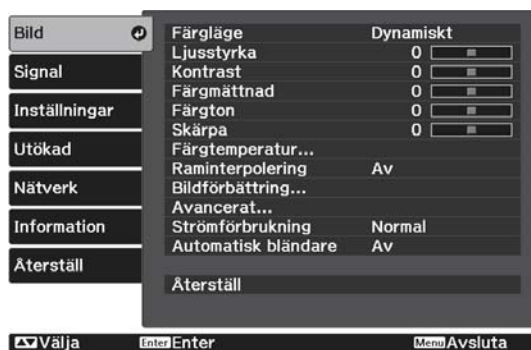 Bild
Signal
Inställningar
Utökad
Nätverk
Information
Återställ
Färgläge Dynamiskt
Ljusstyrka 0
Kontrast 0
Färgmättnad 0
Färgton 0
Skärpa 0
Färgtemperatur...
Raminterpolering Av
Bildförbättring...
Avancerat...
Strömförbrukning Normal
Automatisk bländare Av
Återställ
Välja Enter Enter Menu Avsluta